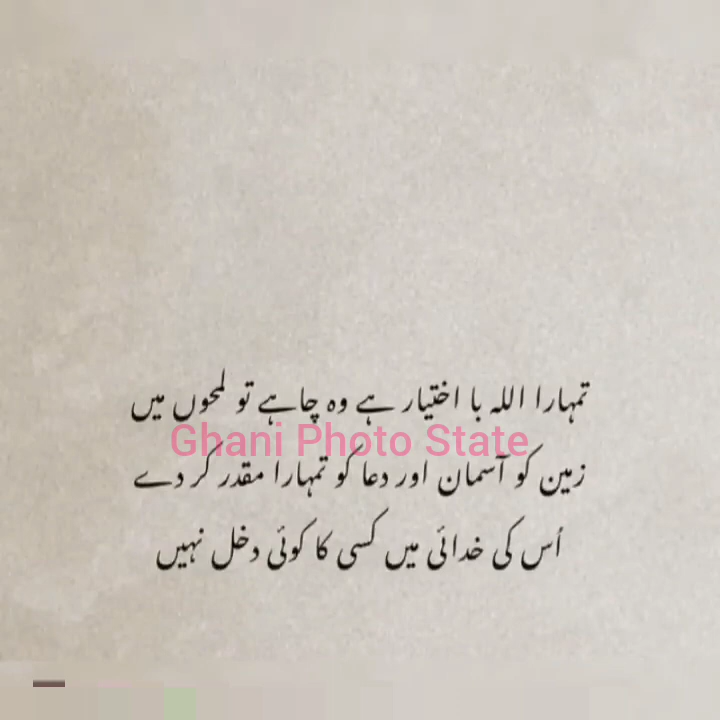 تمہارا اللہ با اختیار ہے وہ چاہے تو لمحوں میں
Ghani Photo State
زمین کو آسمان اور دعا کو تمہارا مقدر کر دے
اُس کی خدائی میں کسی کا کوئی دخل نہیں